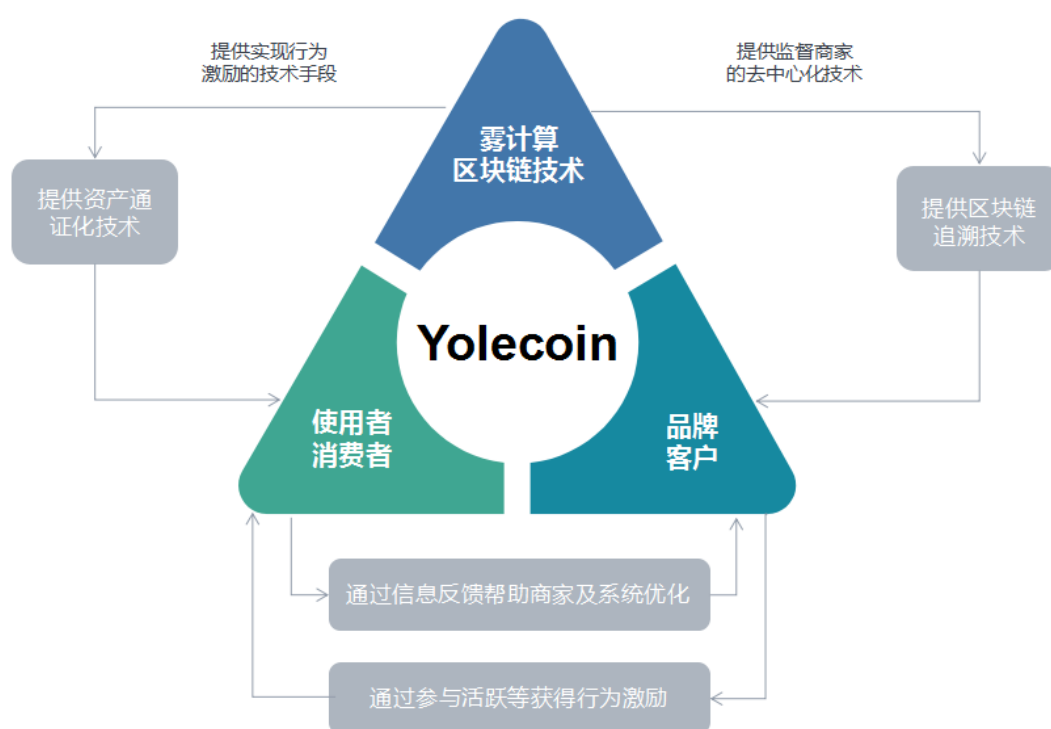 提供实现行为
激励的技术手段
提供监督商家
的去中心化技术
雾计算
区块链技术
提供资产通
证化技术
提供区块链
追溯技术
Yolecoin
使用者
消费者
品牌
客户
通过信息反馈帮助商家及系统优化
通过参与活跃等获得行为激励